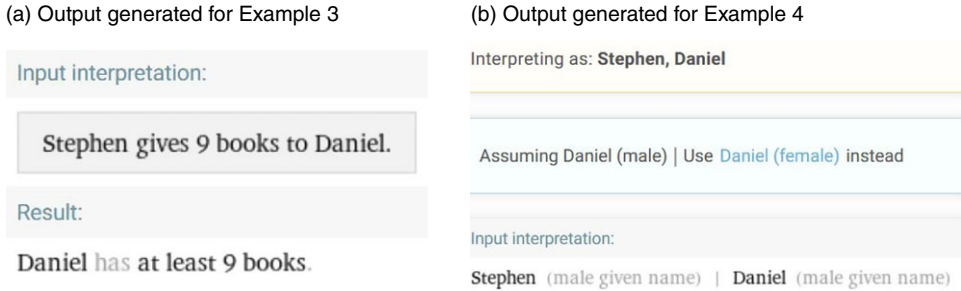 (a) Output generated for Example 3
Input interpretation:
Stephen gives 9 books to Daniel.
Result:
Daniel has at least 9 books.
(b) Output generated for Example 4
Interpreting as: Stephen, Daniel
Assuming Daniel (male) | Use Daniel (female) instead
Input interpretation:
Stephen (male given name) | Daniel (male given name)